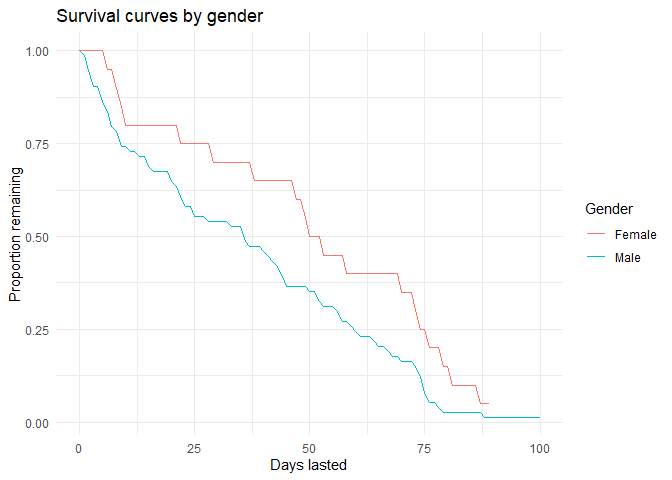 Survival curves by gender
1.00
0.75
0.50
0.25
0.00
Proportion remaining
0 25 50 75 100
Days lasted
Gender
Female
Male